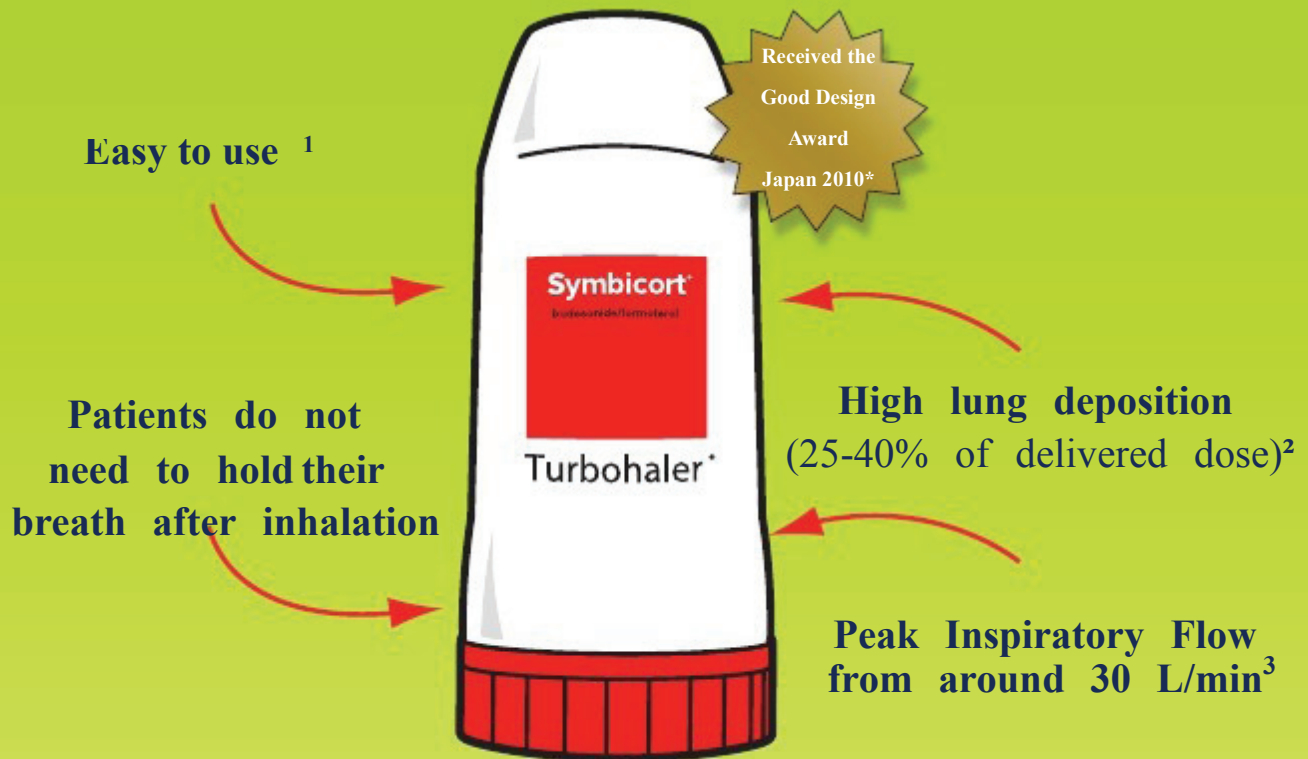 Received the
Good Design
Award
Japan 2010*
Easy to use ¹
Symbicort⁺
budesonide/formoterol
Turbohaler⁺
Patients do not
need to hold their
breath after inhalation
High lung deposition
(25-40% of delivered dose)²
Peak Inspiratory Flow
from around 30 L/min³